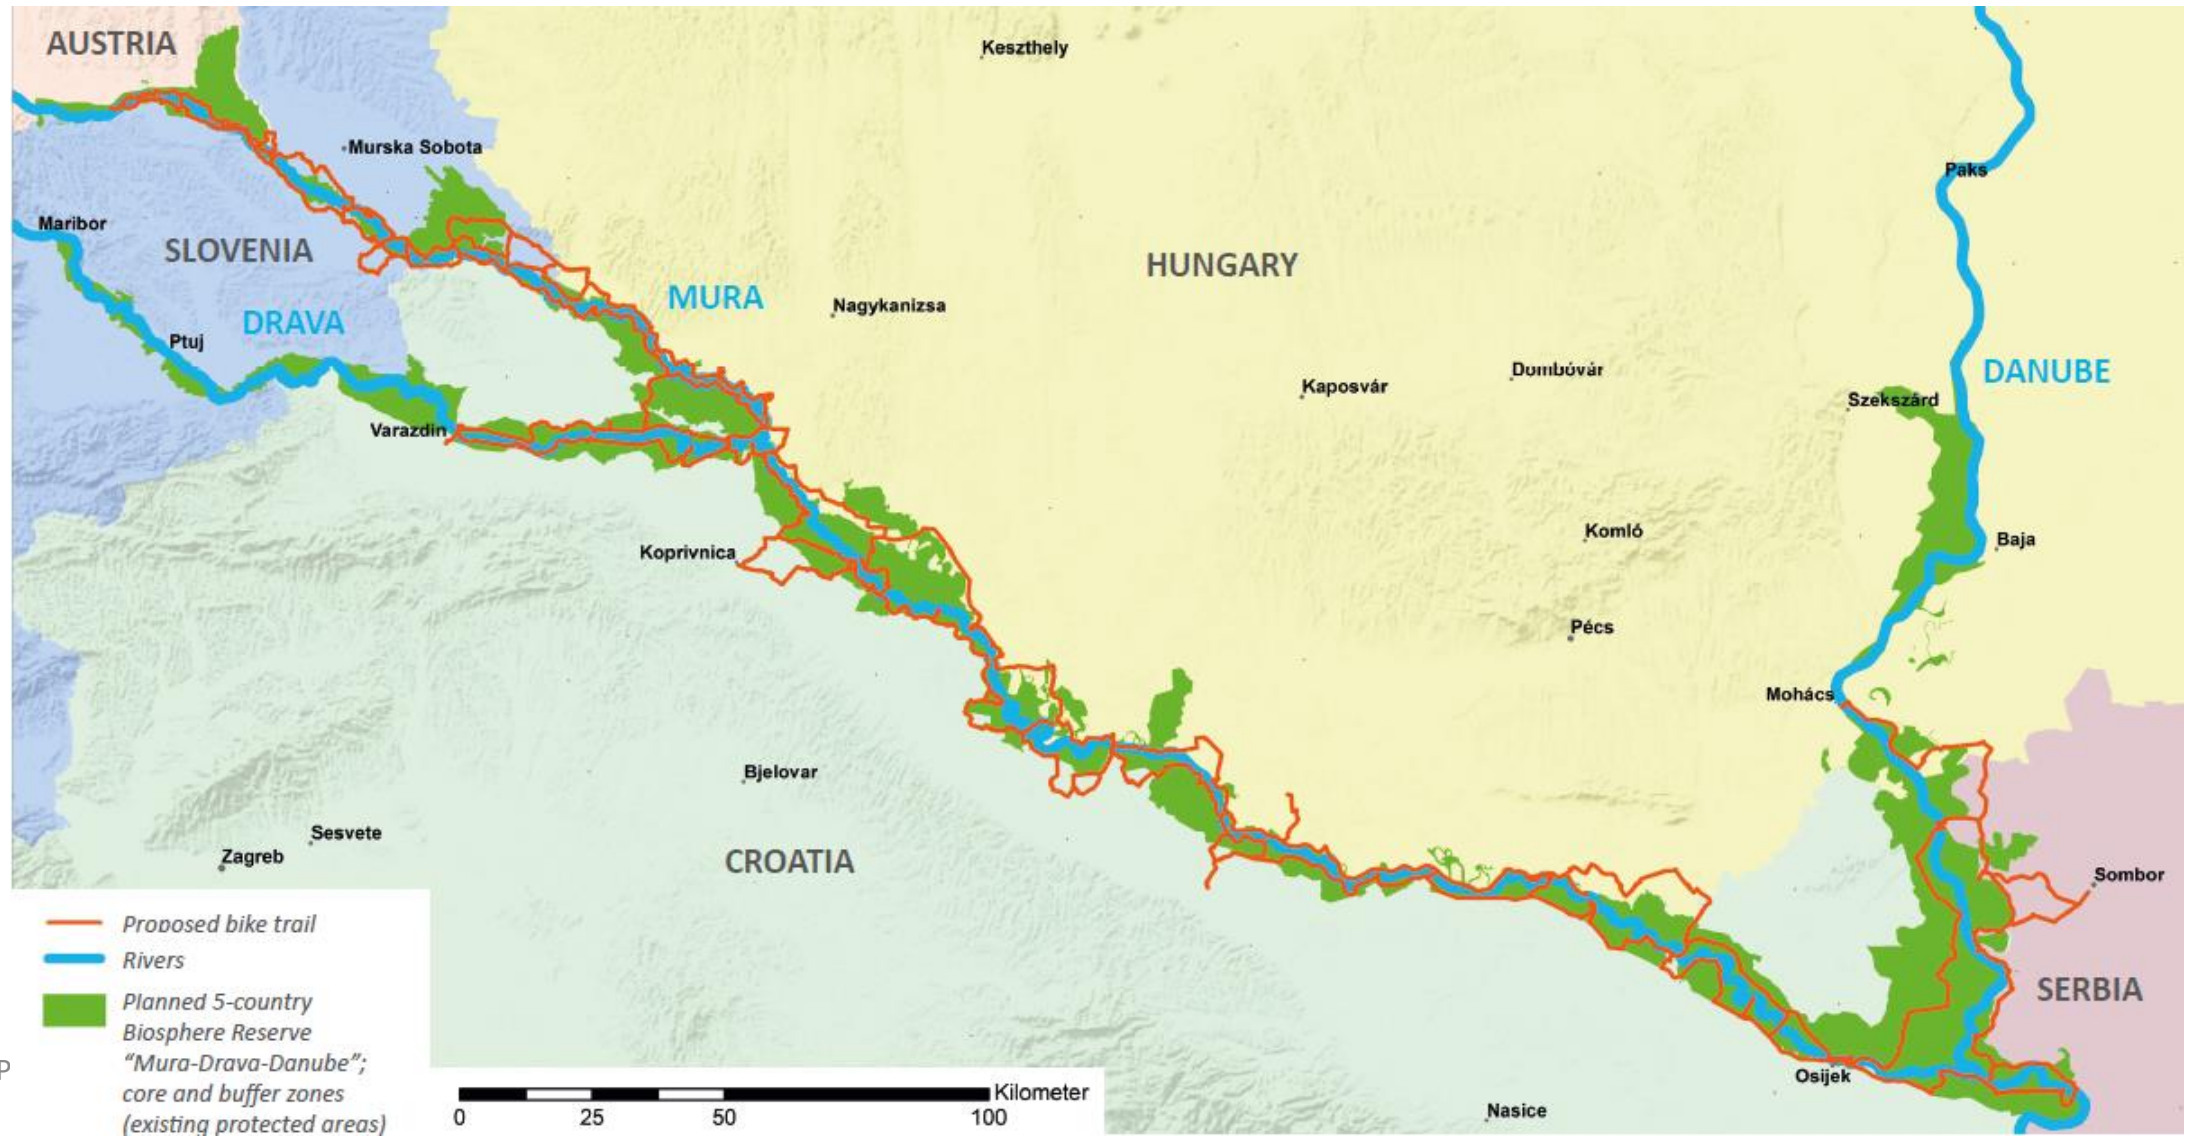 AUSTRIA
Keszthely
Murska Sobota
Paks
Maribor
SLOVENIA
HUNGARY
MURA
Nagykanizsa
DRAVA
Ptuj
Dombóvár
DANUBE
Kaposvár
Szekszárd
Varazdin
Komló
Baja
Koprivnica
Pécs
Mohács
Bjelovar
Sesvete
Zagreb
CROATIA
Sombor
SERBIA
Osijek
Nasice
Proposed bike trail
Rivers
Planned 5-country
Biosphere Reserve
“Mura-Drava-Danube”;
core and buffer zones
(existing protected areas)
P
Kilometer
0 25 50 100